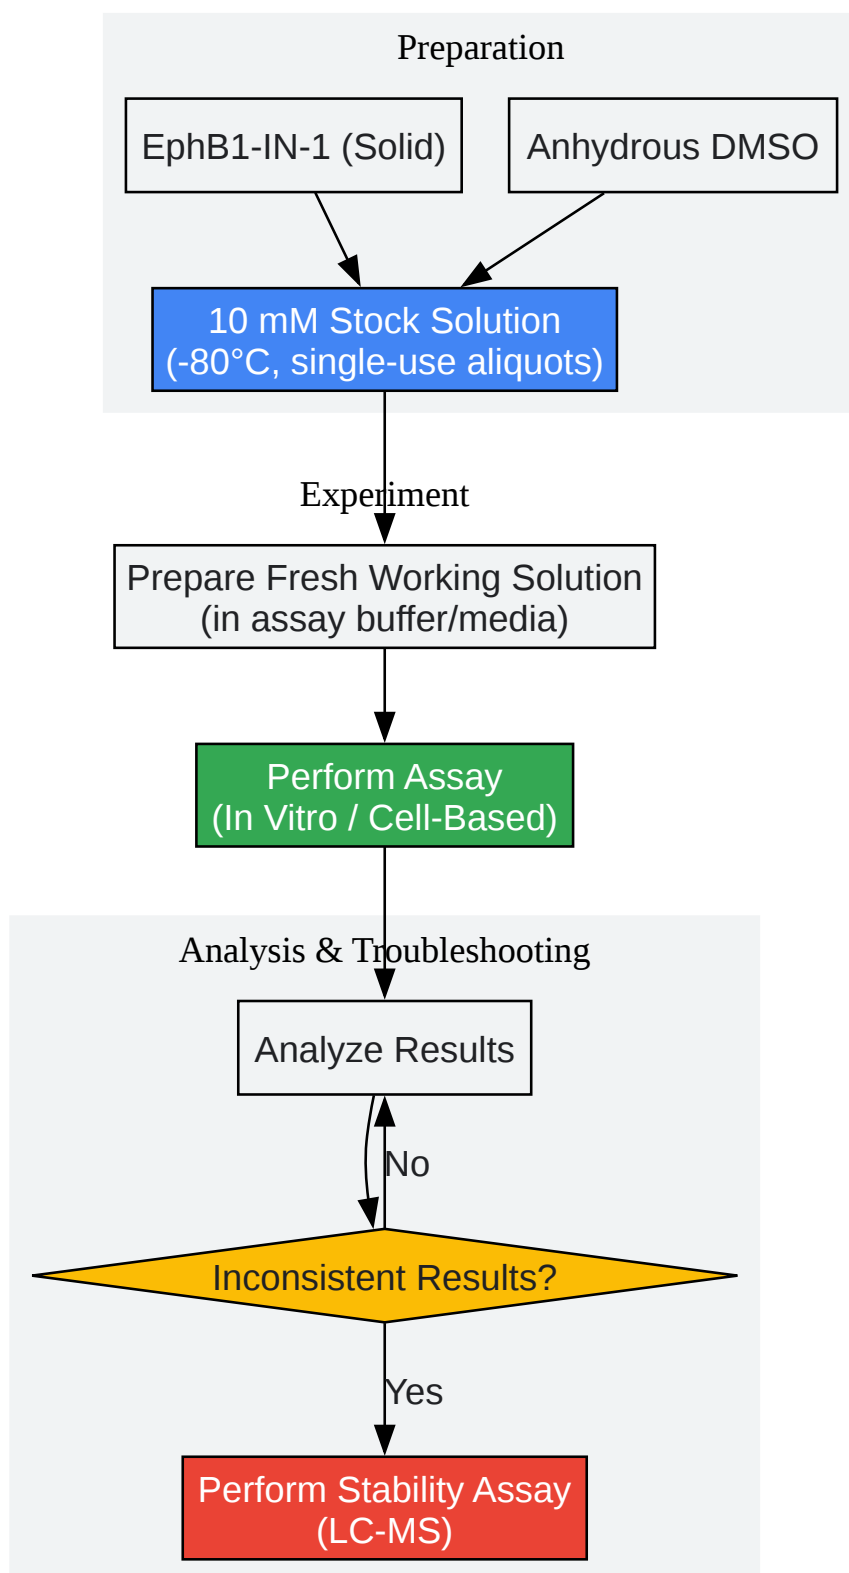 Preparation
EphB1-IN-1 (Solid)
Anhydrous DMSO
10 mM Stock Solution
(-80°C, single-use aliquots)
Experiment
Prepare Fresh Working Solution
(in assay buffer/media)
Perform Assay
(In Vitro / Cell-Based)
Analysis & Troubleshooting
Analyze Results
No
Inconsistent Results?
Yes
Perform Stability Assay
(LC-MS)